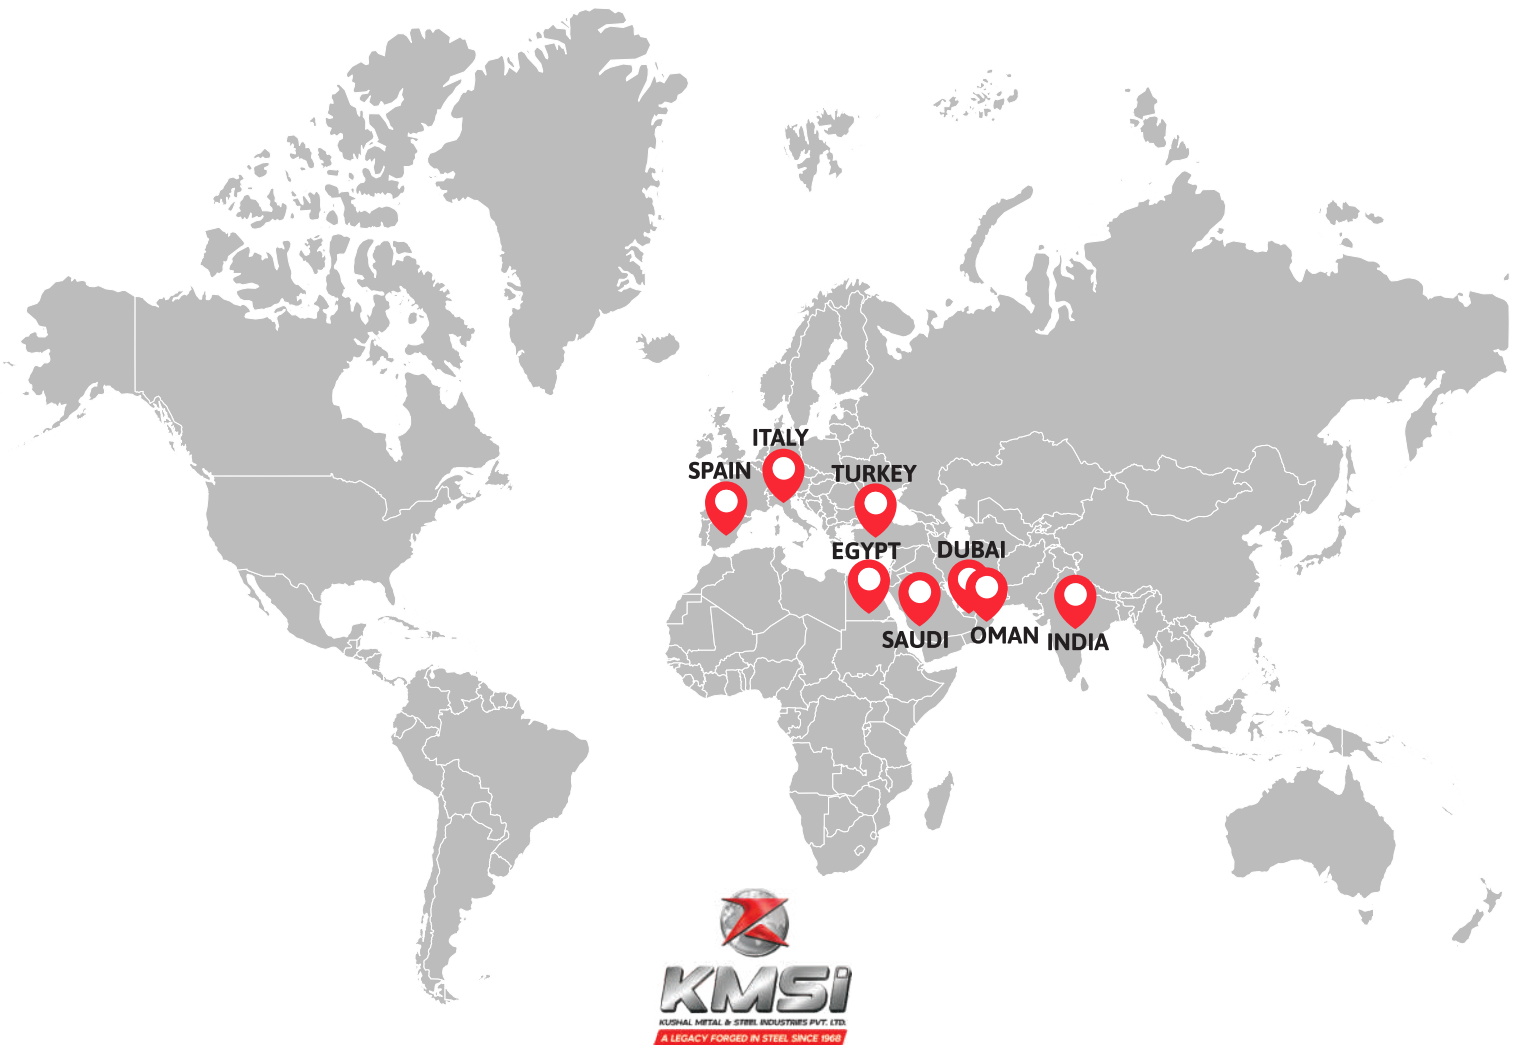 ITALY
SPAIN
TURKEY
EGYPT
DUBAI
SAUDI
OMAN
INDIA
KMSi
KUSHAL METAL & STEEL INDUSTRIES PVT. LTD.
A LEGACY FORGED IN STEEL SINCE 1968